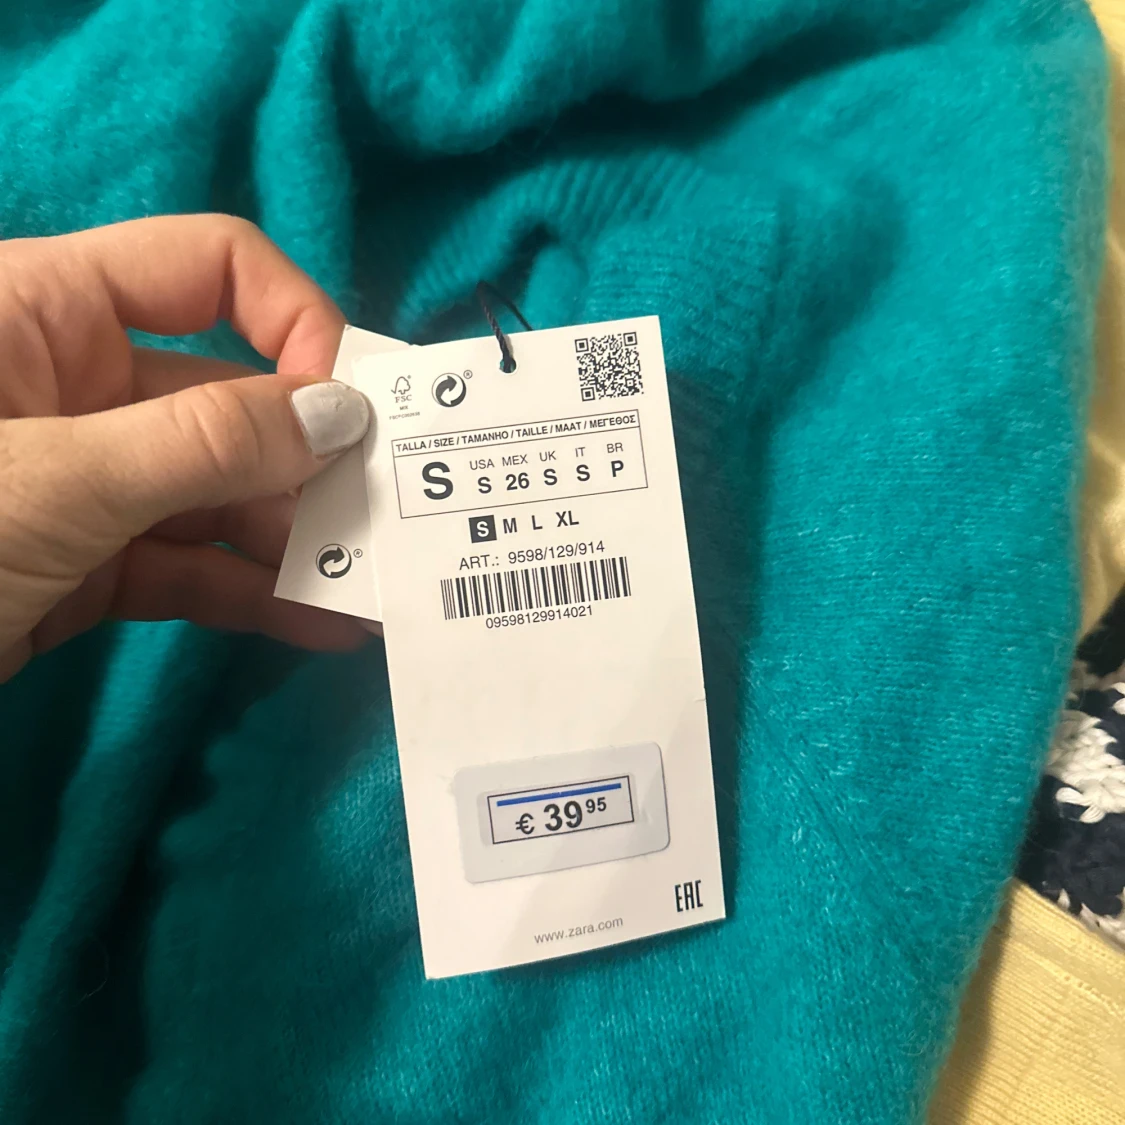 FSC
MIX
TALLA / SIZE / TAMANHO / TAILLE / MAAT / ΜΕΓΕΘΟΣ
S
USA MEX UK IT BR
S 26 S S P
S M L XL
ART.: 9598/129/914
09598129914021
€ 39 95
EAC
www.zara.com